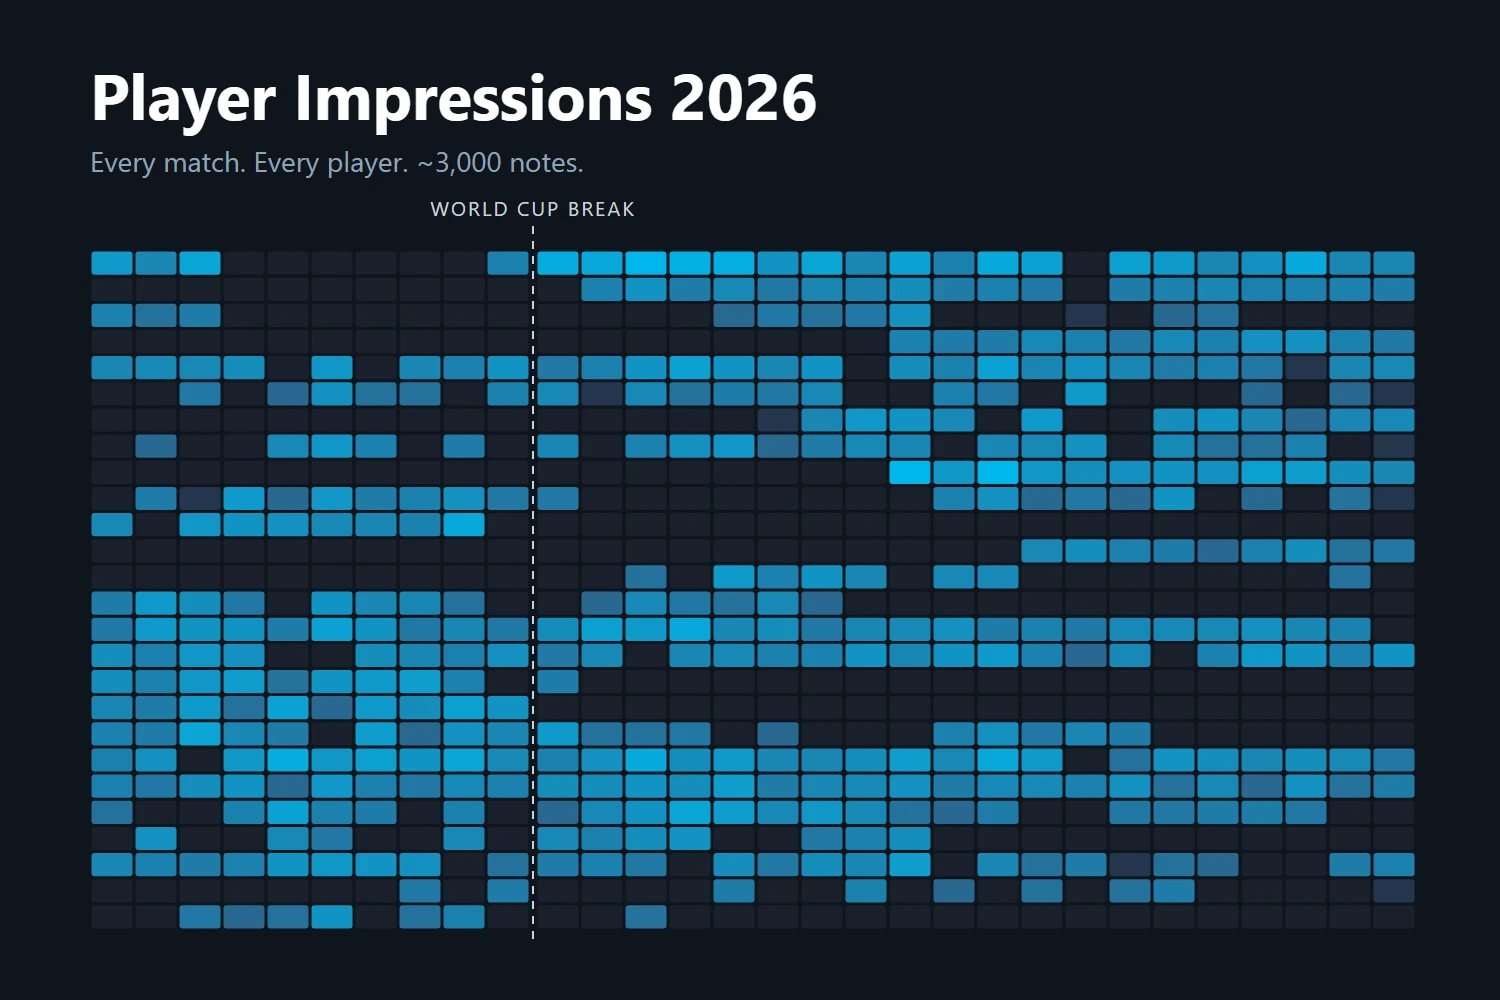 Player Impressions 2026
Every match. Every player. ~3,000 notes.
WORLD CUP BREAK